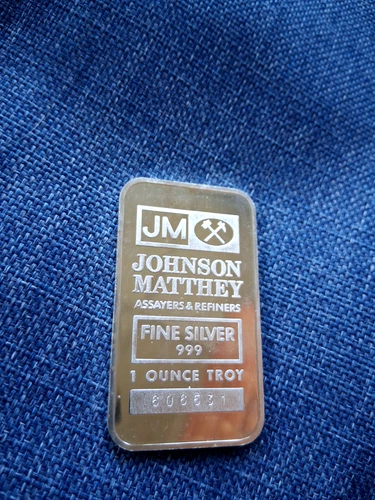 JM
JOHNSON
MATTHEY
ASSAYERS & REFINERS
FINE SILVER
999
1 OUNCE TROY